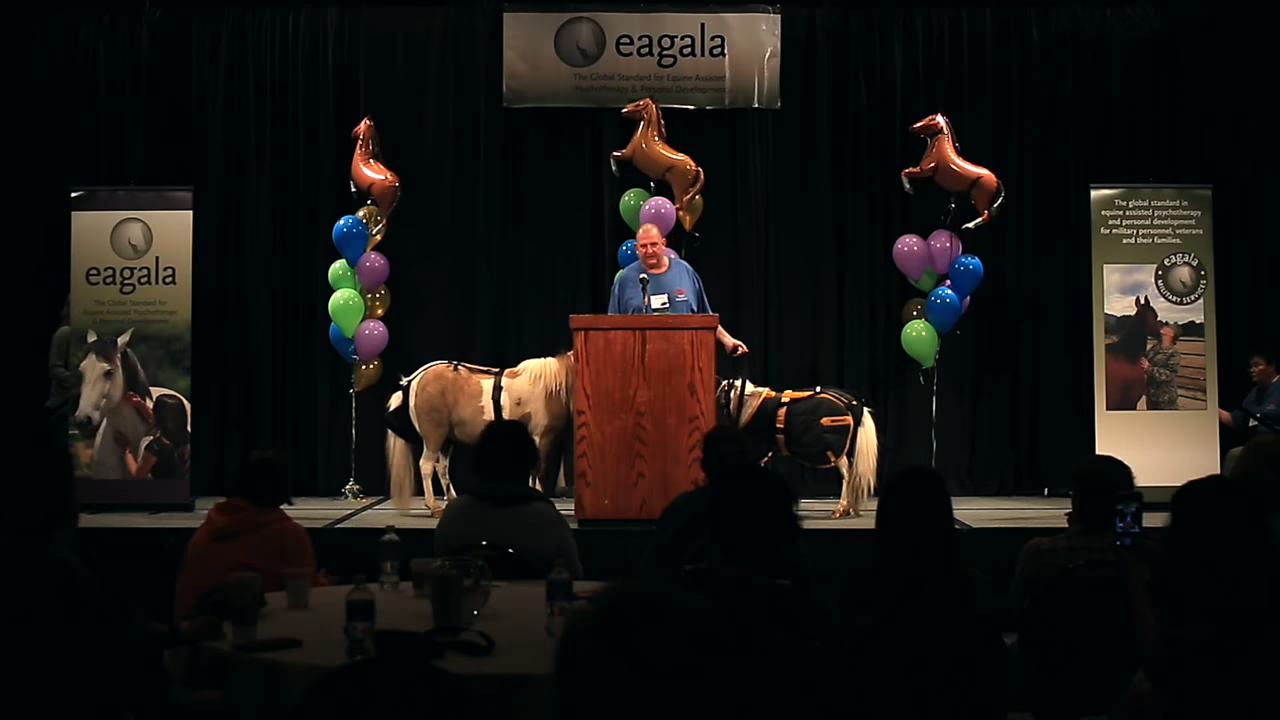 eagala
The Global Standard for Equine Assisted
Psychotherapy & Personal Development
eagala
The Global Standard for
Equine Assisted Psychotherapy
& Personal Development
The global standard in
equine assisted psychotherapy
and personal development
for military personnel, veterans
and their families.
eagala
MILITARY SERVICES